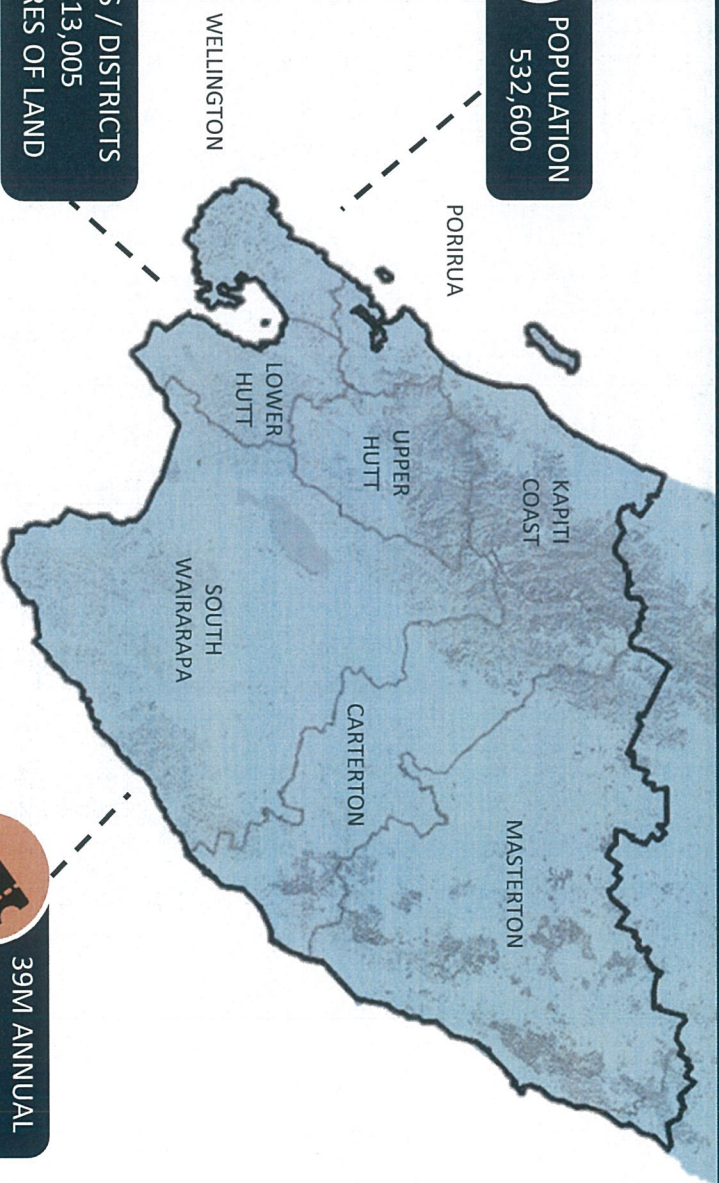 POPULATION
532,600
KAPITI
COAST
MASTERTON
PORIRUA
UPPER
HUTT
CARTERTON
LOWER
HUTT
WELLINGTON
SOUTH
WAIRARAPA
S / DISTRICTS
13,005
RES OF LAND
39M ANNUAL